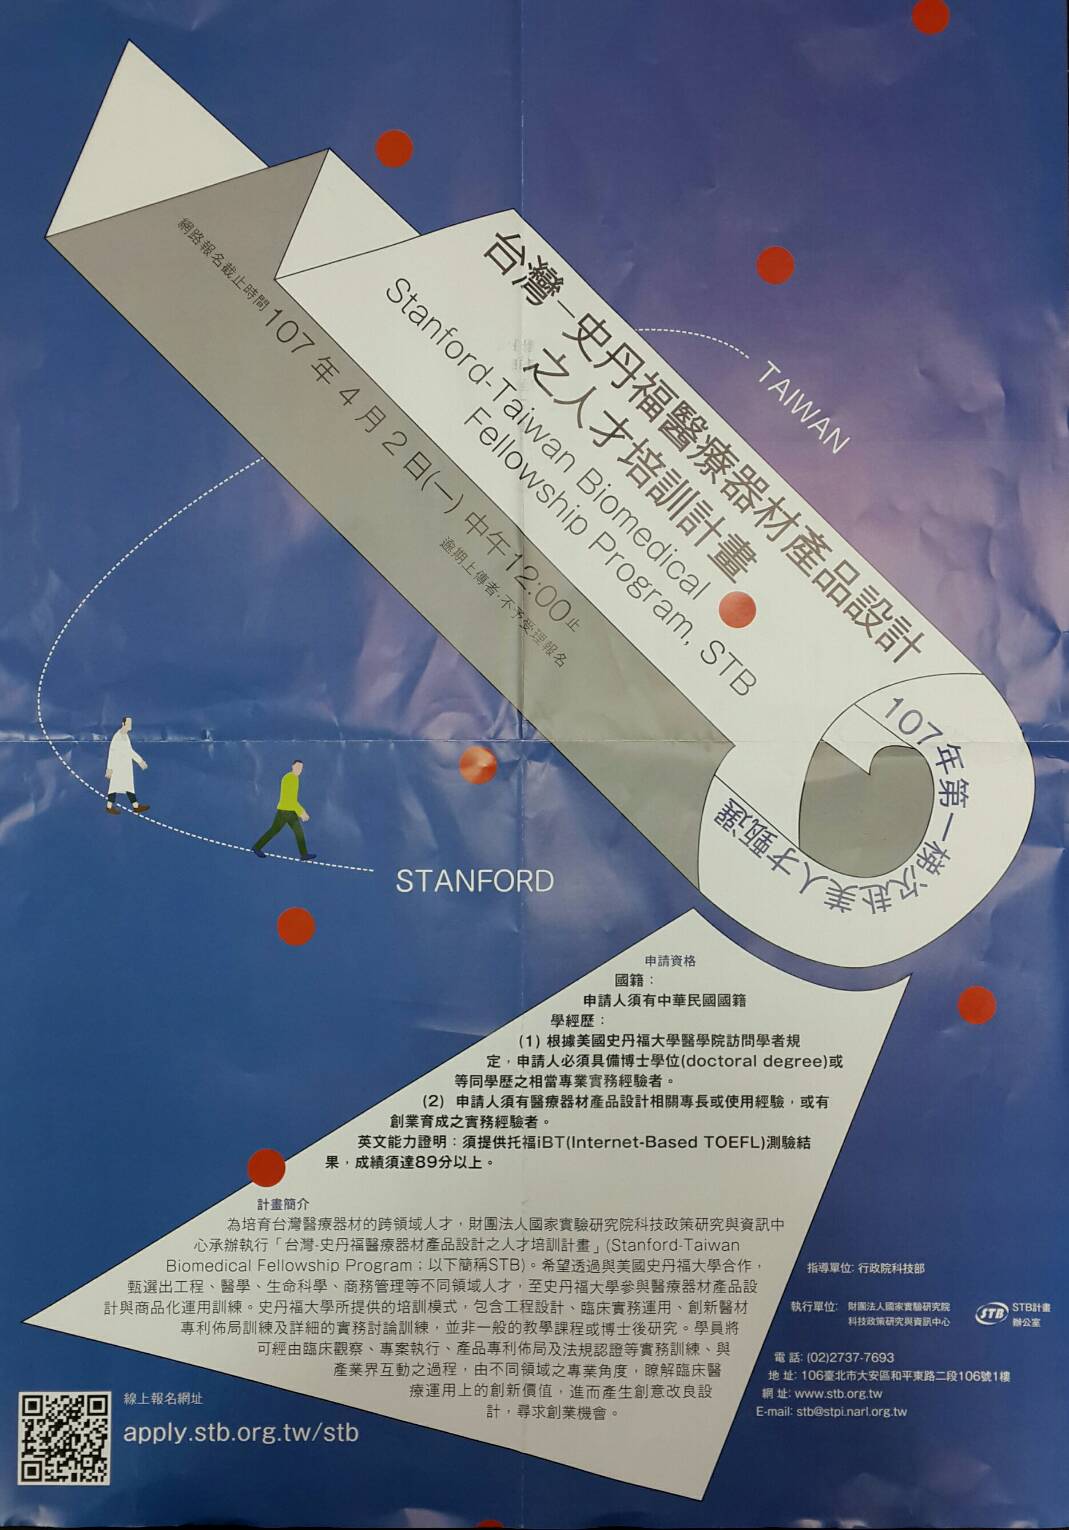 台灣－史丹福醫療器材產品設計
之人才培訓計畫
Stanford-Taiwan Biomedical
Fellowship Program, STB
網路報名截止時間 107 年 4 月 2 日(一) 中午12:00止
逾期上傳者,不予受理報名
TAIWAN
107年第一梯次赴美人才甄選
STANFORD
申請資格
國籍：
申請人須有中華民國國籍
學經歷：
(1) 根據美國史丹福大學醫學院訪問學者規
定，申請人必須具備博士學位(doctoral degree)或
等同學歷之相當專業實務經驗者。
(2) 申請人須有醫療器材產品設計相關專長或使用經驗，或有
創業育成之實務經驗者。
英文能力證明：須提供托福iBT(Internet-Based TOEFL)測驗結
果，成績須達89分以上。
計畫簡介
為培育台灣醫療器材的跨領域人才，財團法人國家實驗研究院科技政策研究與資訊中
心承辦執行「台灣-史丹福醫療器材產品設計之人才培訓計畫」(Stanford-Taiwan
Biomedical Fellowship Program；以下簡稱STB)。希望透過與美國史丹福大學合作，
甄選出工程、醫學、生命科學、商務管理等不同領域人才，至史丹福大學參與醫療器材產品設
計與商品化運用訓練。史丹福大學所提供的培訓模式，包含工程設計、臨床實務運用、創新醫材
專利佈局訓練及詳細的實務討論訓練，並非一般的教學課程或博士後研究。學員將
可經由臨床觀察、專案執行、產品專利佈局及法規認證等實務訓練、與
產業界互動之過程，由不同領域之專業角度，瞭解臨床醫
療運用上的創新價值，進而產生創意改良設
計，尋求創業機會。
指導單位: 行政院科技部
執行單位: 財團法人國家實驗研究院
科技政策研究與資訊中心
STB
STB計畫
辦公室
電 話: (02)2737-7693
地 址: 106臺北市大安區和平東路二段106號1樓
網 址: www.stb.org.tw
E-mail: stb@stpi.narl.org.tw
線上報名網址
apply.stb.org.tw/stb